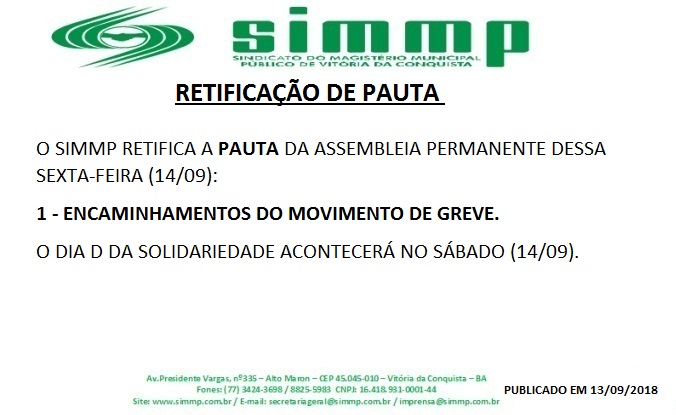 simmp
SINDICATO DO MAGISTÉRIO MUNICIPAL
PÚBLICO DE VITÓRIA DA CONQUISTA
RETIFICAÇÃO DE PAUTA
O SIMMP RETIFICA A PAUTA DA ASSEMBLEIA PERMANENTE DESSA
SEXTA-FEIRA (14/09):
1 - ENCAMINHAMENTOS DO MOVIMENTO DE GREVE.
O DIA D DA SOLIDARIEDADE ACONTECERÁ NO SÁBADO (14/09).
Av.Presidente Vargas, nº335 – Alto Maron – CEP 45.045-010 – Vitória da Conquista – BA
Fones: (77) 3424-3698 / 8825-5983 CNPJ: 16.418.931-0001-44
Site: www.simmp.com.br / E-mail: secretariageral@simmp.com.br / imprensa@simmp.com.br
PUBLICADO EM 13/09/2018